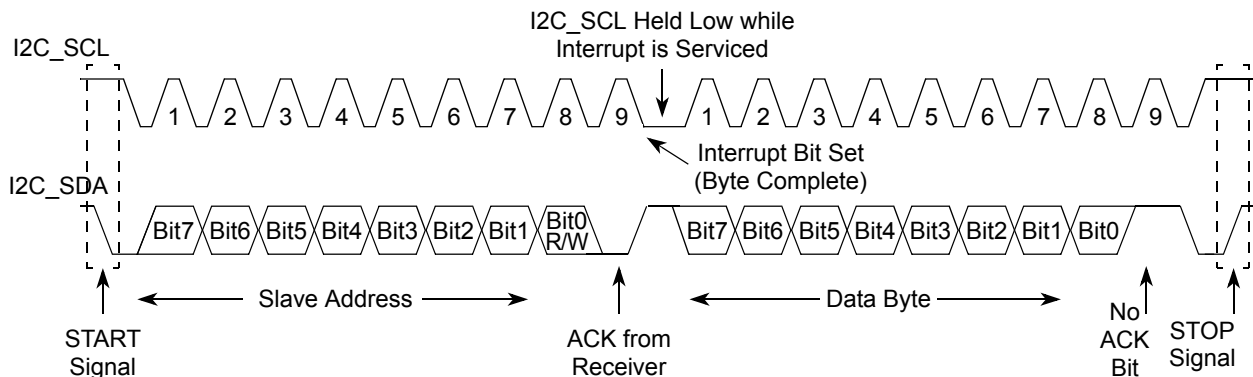 I2C_SCL Held Low while
Interrupt is Serviced
I2C_SCL
1 2 3 4 5 6 7 8 9 1 2 3 4 5 6 7 8 9
Interrupt Bit Set
(Byte Complete)
I2C_SDA
Bit7 Bit6 Bit5 Bit4 Bit3 Bit2 Bit1 Bit0 R/W Bit7 Bit6 Bit5 Bit4 Bit3 Bit2 Bit1 Bit0
Slave Address
Data Byte
START
Signal
ACK from
Receiver
No
ACK
Bit
STOP
Signal